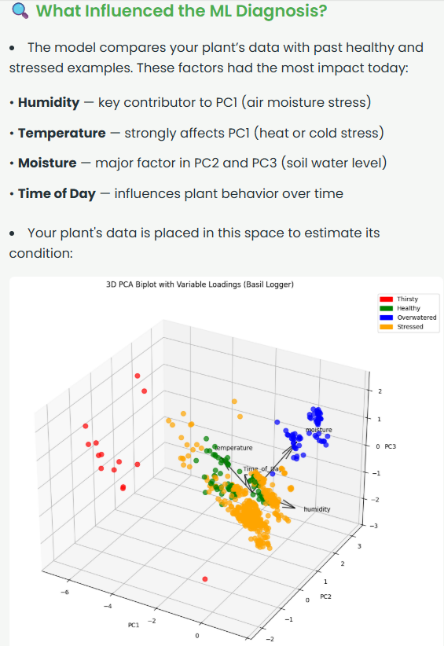 🔍 What Influenced the ML Diagnosis?
• The model compares your plant's data with past healthy and
stressed examples. These factors had the most impact today:
• Humidity — key contributor to PC1 (air moisture stress)
• Temperature — strongly affects PC1 (heat or cold stress)
• Moisture — major factor in PC2 and PC3 (soil water level)
• Time of Day — influences plant behavior over time
• Your plant's data is placed in this space to estimate its
condition:
3D PCA Biplot with Variable Loadings (Basil Logger)
Thirsty
Healthy
Overwatered
Stressed
moisture
Temperature
humidity
2
1
0
−1
−2
−3
PC3
3
2
1
0
−1
−2
PC2
−6
−4
−2
0
PC1